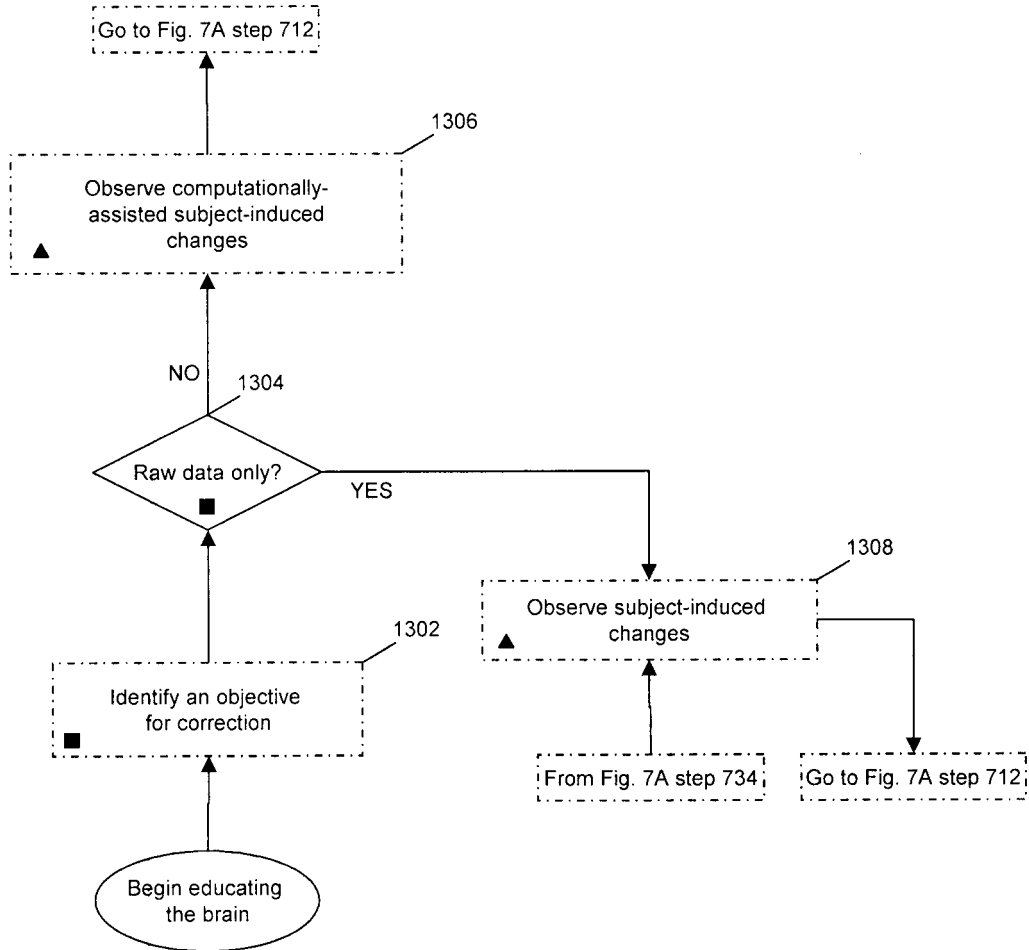 Go to Fig. 7A step 712
1306
Observe computationally-
assisted subject-induced
changes
NO
1304
Raw data only?
YES
1308
Observe subject-induced
changes
1302
Identify an objective
for correction
From Fig. 7A step 734
Go to Fig. 7A step 712
Begin educating
the brain